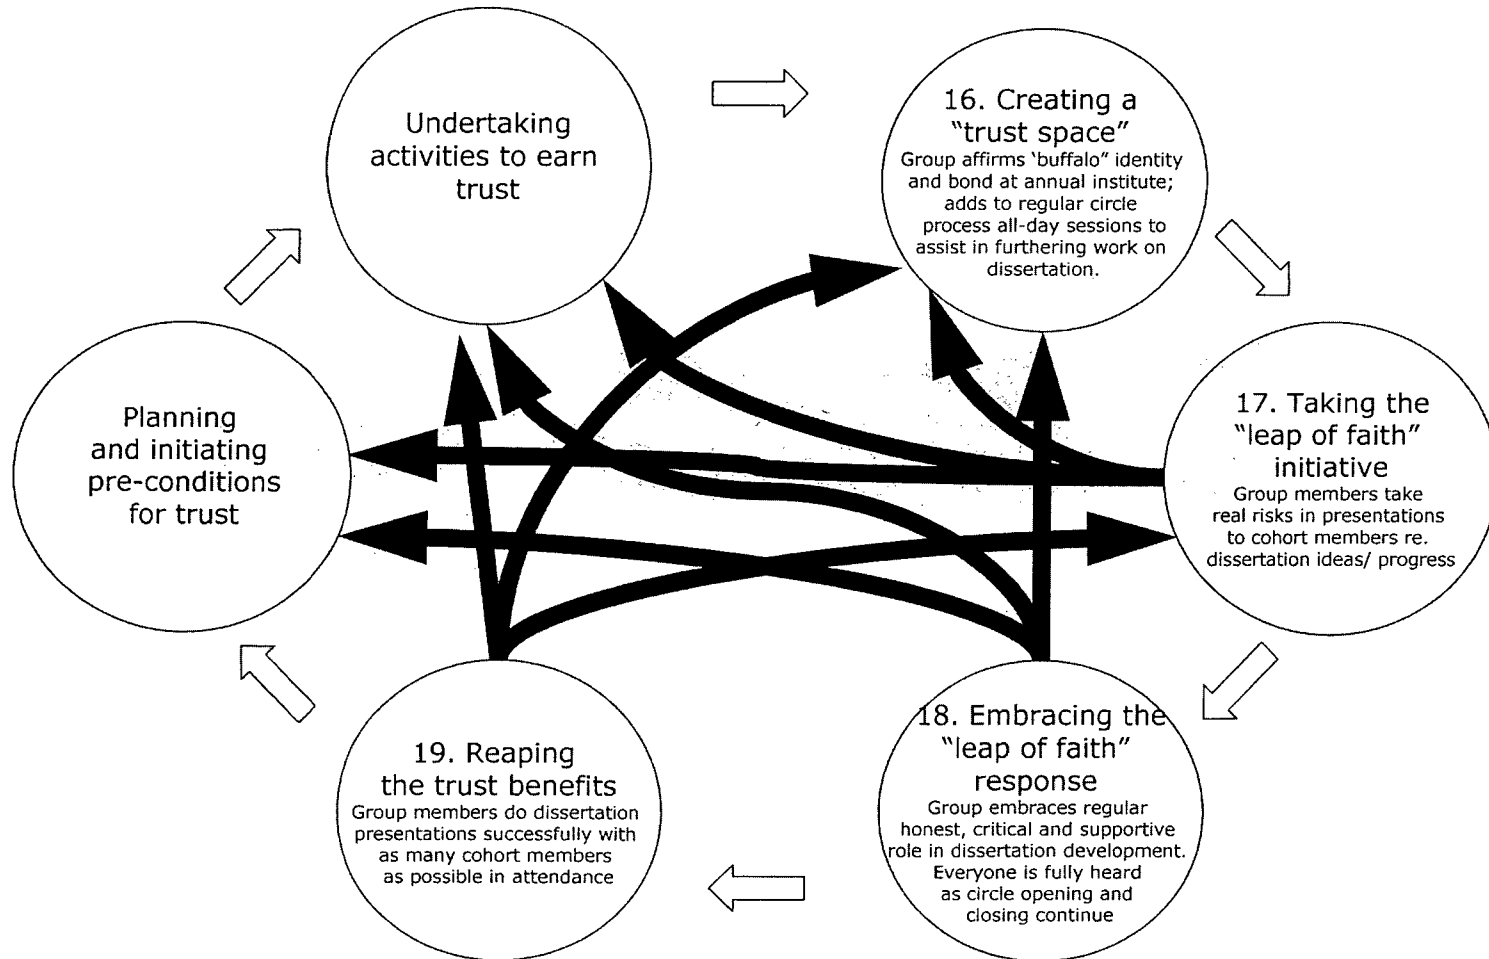 Undertaking
activities to earn
trust
16. Creating a
"trust space"
Group affirms 'buffalo" identity
and bond at annual institute;
adds to regular circle
process all-day sessions to
assist in furthering work on
dissertation.
17. Taking the
"leap of faith"
initiative
Group members take
real risks in presentations
to cohort members re.
dissertation ideas/ progress
18. Embracing the
"leap of faith"
response
Group embraces regular
honest, critical and supportive
role in dissertation development.
Everyone is fully heard
as circle opening and
closing continue
19. Reaping
the trust benefits
Group members do dissertation
presentations successfully with
as many cohort members
as possible in attendance
Planning
and initiating
pre-conditions
for trust